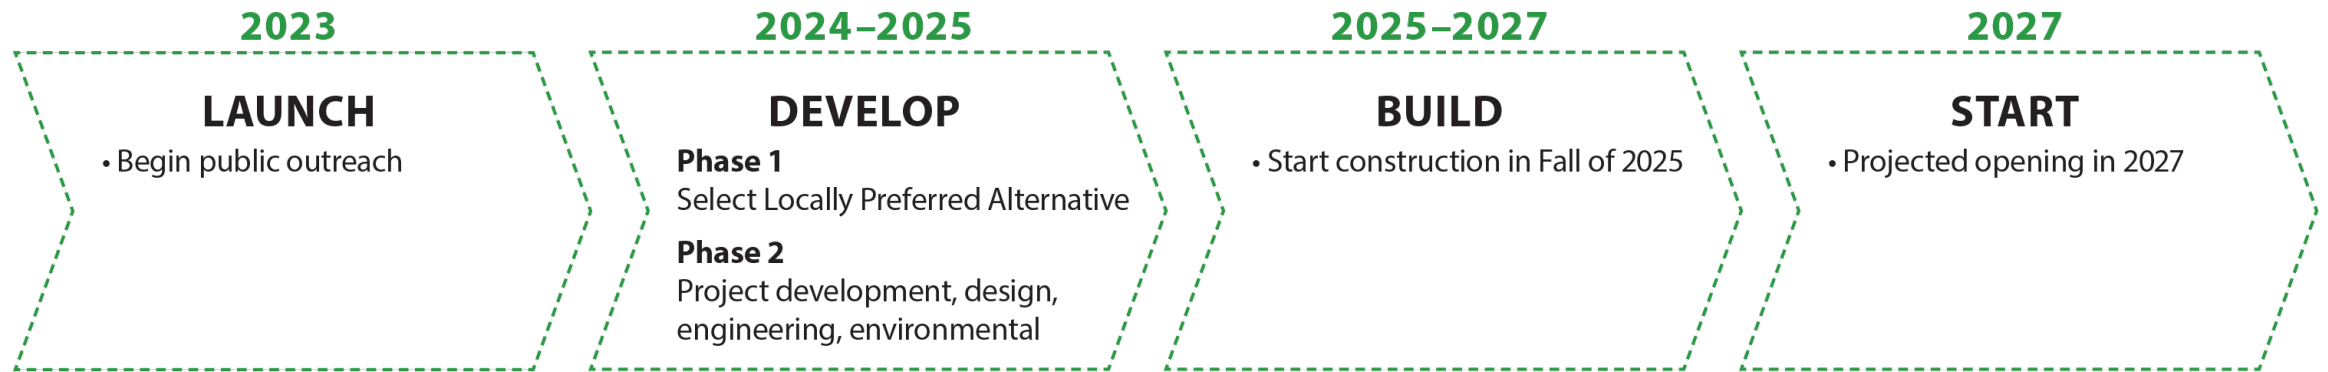 2023
LAUNCH
• Begin public outreach
2024–2025
DEVELOP
Phase 1
Select Locally Preferred Alternative
Phase 2
Project development, design,
engineering, environmental
2025–2027
BUILD
• Start construction in Fall of 2025
2027
START
• Projected opening in 2027